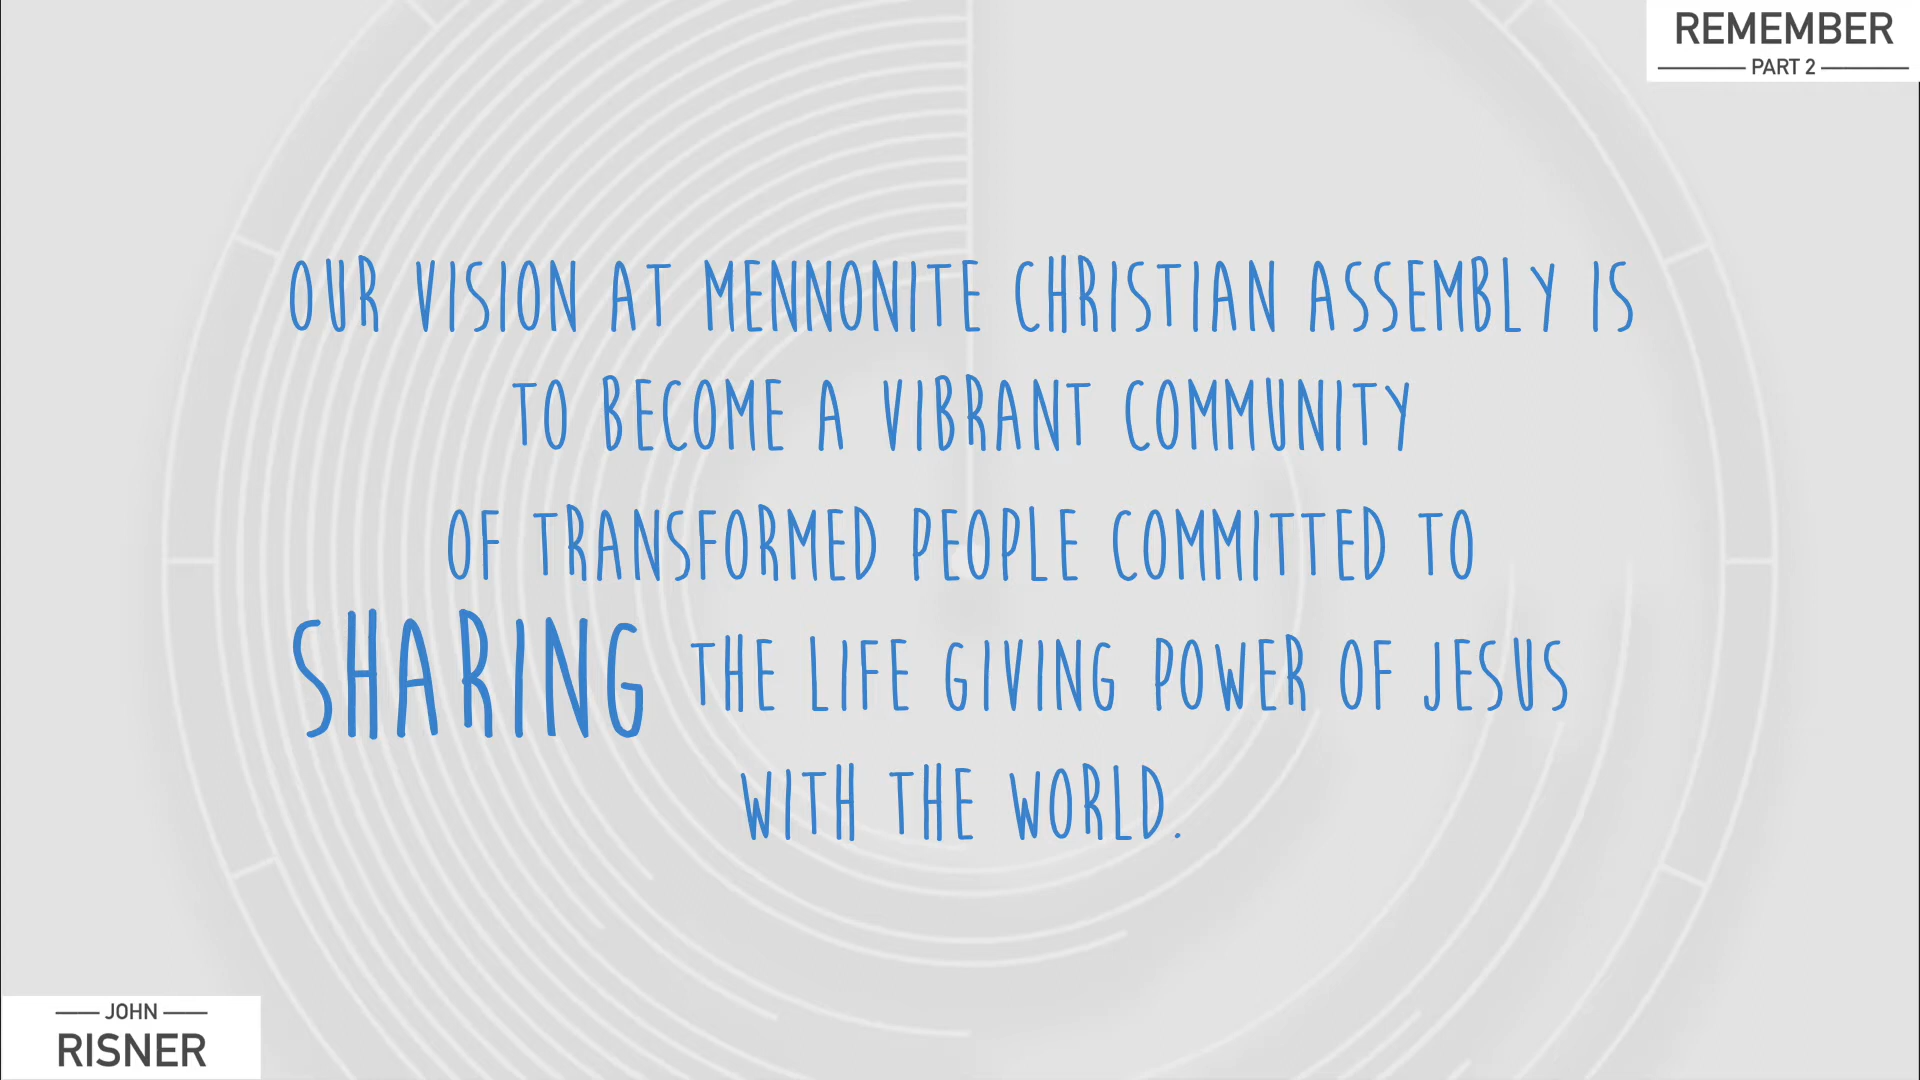 REMEMBER
PART 2
OUR VISION AT MENNONITE CHRISTIAN ASSEMBLY IS
TO BECOME A VIBRANT COMMUNITY
OF TRANSFORMED PEOPLE COMMITTED TO
SHARING THE LIFE GIVING POWER OF JESUS
WITH THE WORLD.
JOHN
RISNER